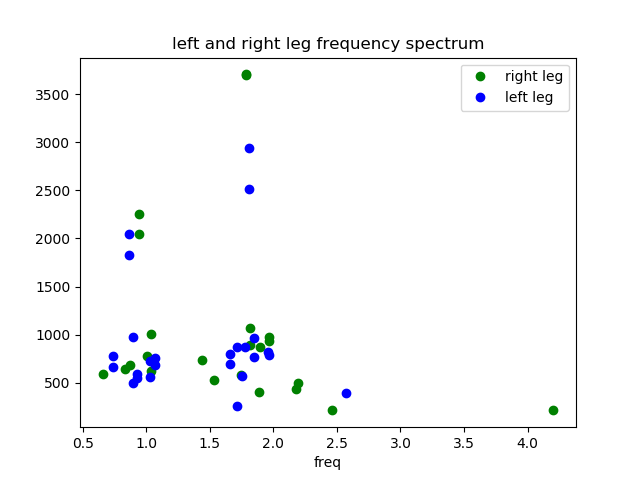 left and right leg frequency spectrum
right leg
left leg
3500
3000
2500
2000
1500
1000
500
0.5 1.0 1.5 2.0 2.5 3.0 3.5 4.0
freq